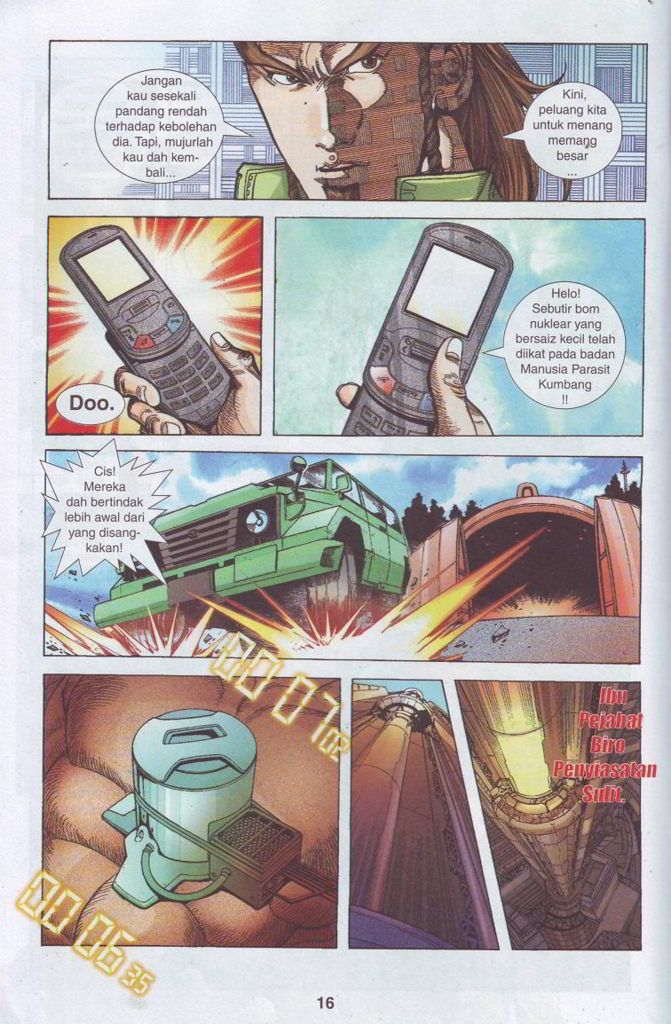 Jangan
kau sesekali
pandang rendah
terhadap kebolehan
dia. Tapi, mujurlah
kau dah kem-
bali...
Kini,
peluang kita
untuk menang
memang
besar
...
Doo.
Helo!
Sebutir bom
nuklear yang
bersaiz kecil telah
diikat pada badan
Manusia Parasit
Kumbang
!!
Cis!
Mereka
dah bertindak
lebih awal dari
yang disang-
kakan!
00 07 02
00 06 35
Ibu
Pejabat
Biro
Penyiasatan
Sulit.
16